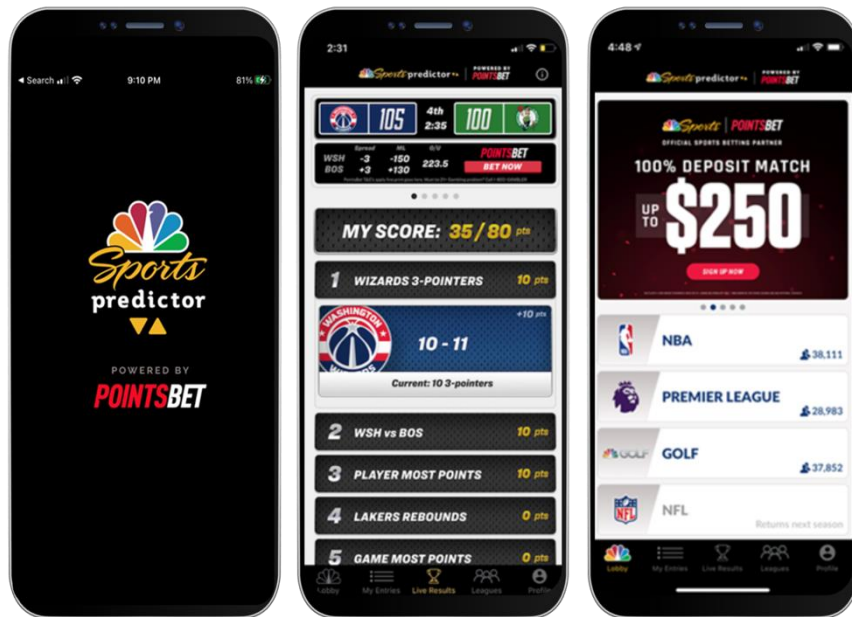 ◄ Search
9:10 PM
81%
Sports
predictor
POWERED BY
POINTSBET
2:31
Sports predictor
POWERED BY
POINTSBET
105
4th
2:35
100
Spread ML O/U
WSH -3 -150
BOS +3 +130
223.5
POINTSBET
BET NOW
MY SCORE: 35/80 pts
1 WIZARDS 3-POINTERS 10 pts
+10 pts
WASHINGTON
WIZARDS
10 - 11
Current: 10 3-pointers
2 WSH vs BOS 10 pts
3 PLAYER MOST POINTS 10 pts
4 LAKERS REBOUNDS 0 pts
5 GAME MOST POINTS 0 pts
Lobby My Entries Live Results Leagues Profile
4:48
Sports predictor
POWERED BY
POINTSBET
Sports POINTSBET
OFFICIAL SPORTS BETTING PARTNER
100% DEPOSIT MATCH
UP
TO
$250
SIGN UP NOW
NBA
38,111
PREMIER LEAGUE
28,983
GOLF
GOLF
37,852
NFL
NFL
Returns next season
Lobby My Entries Live Results Leagues Profile